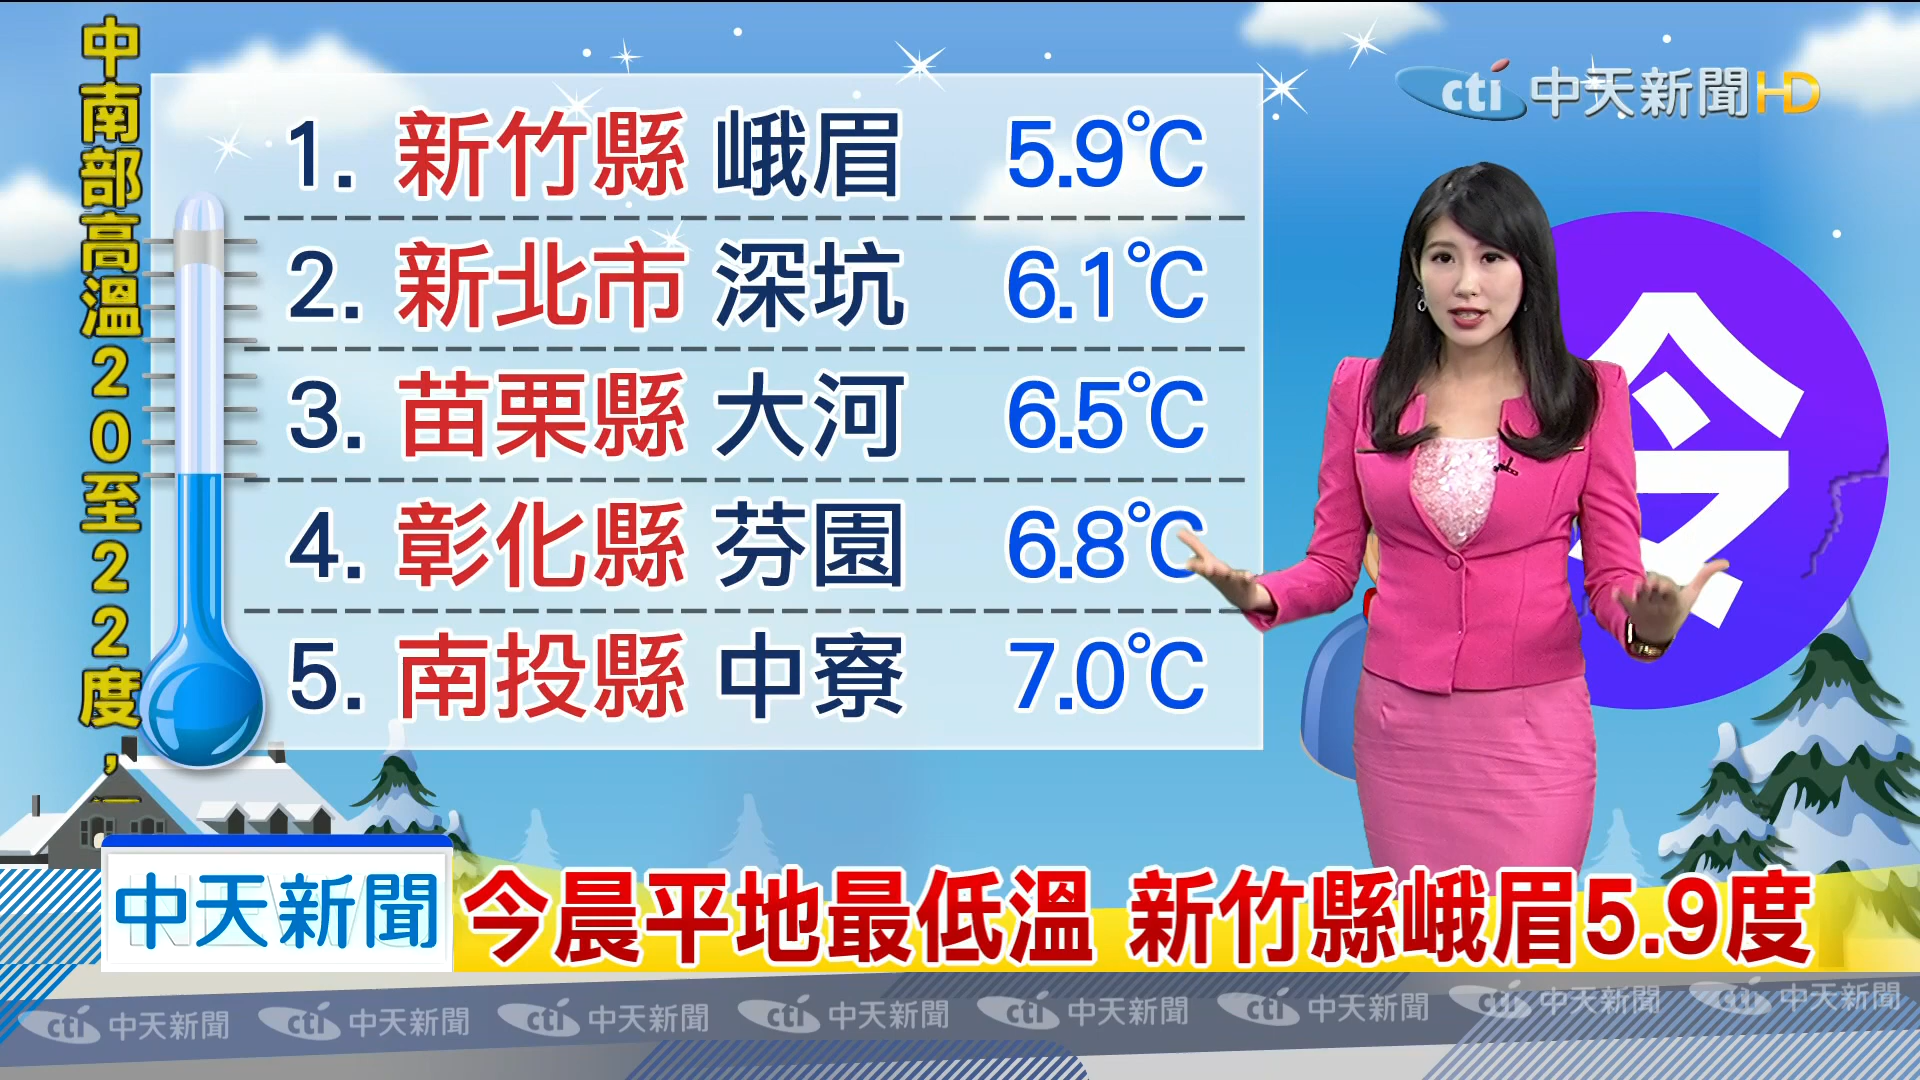 中南部高溫20至22度，
1. 新竹縣 峨眉 5.9℃
2. 新北市 深坑 6.1℃
3. 苗栗縣 大河 6.5℃
4. 彰化縣 芬園 6.8℃
5. 南投縣 中寮 7.0℃
cti 中天新聞HD
今
中天新聞
今晨平地最低溫 新竹縣峨眉5.9度
cti 中天新聞 cti 中天新聞 cti 中天新聞 cti 中天新聞 cti 中天新聞 cti 中天新聞 cti 中天新聞 cti 中天新聞